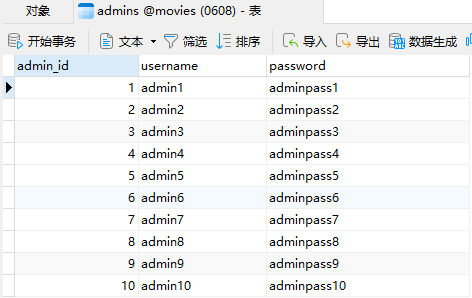 对象 admins @movies (0608) - 表
开始事务 文本 筛选 排序 导入 导出 数据生成
admin_id username password
1 admin1 adminpass1
2 admin2 adminpass2
3 admin3 adminpass3
4 admin4 adminpass4
5 admin5 adminpass5
6 admin6 adminpass6
7 admin7 adminpass7
8 admin8 adminpass8
9 admin9 adminpass9
10 admin10 adminpass10